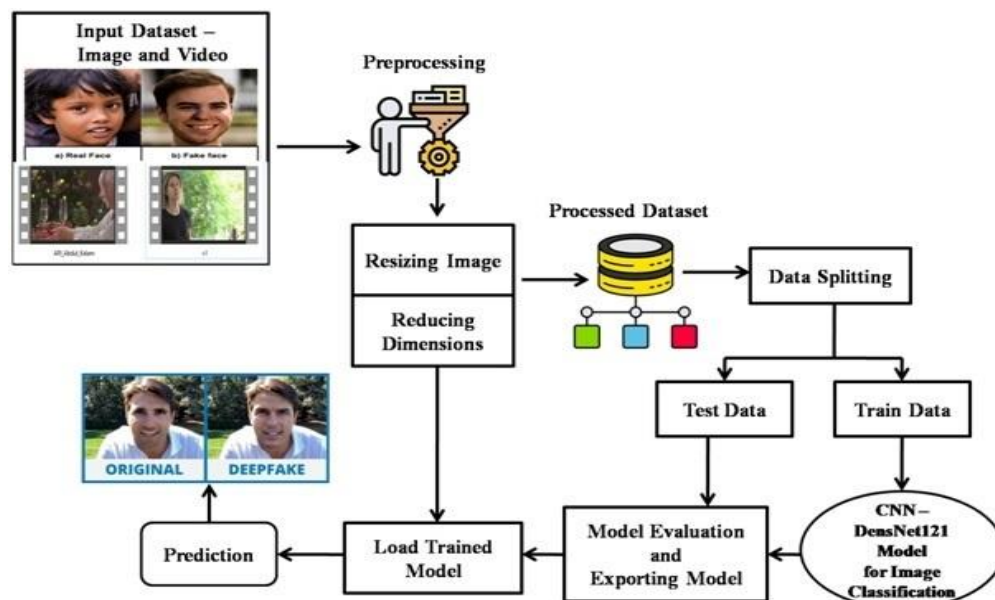 Input Dataset –
Image and Video
a) Real Face
b) Fake face
Preprocessing
Resizing Image
Reducing
Dimensions
Processed Dataset
Data Splitting
Test Data
Train Data
CNN –
DensNet121
Model
for Image
Classification
Model Evaluation
and
Exporting Model
Load Trained
Model
Prediction
ORIGINAL
DEEPFAKE